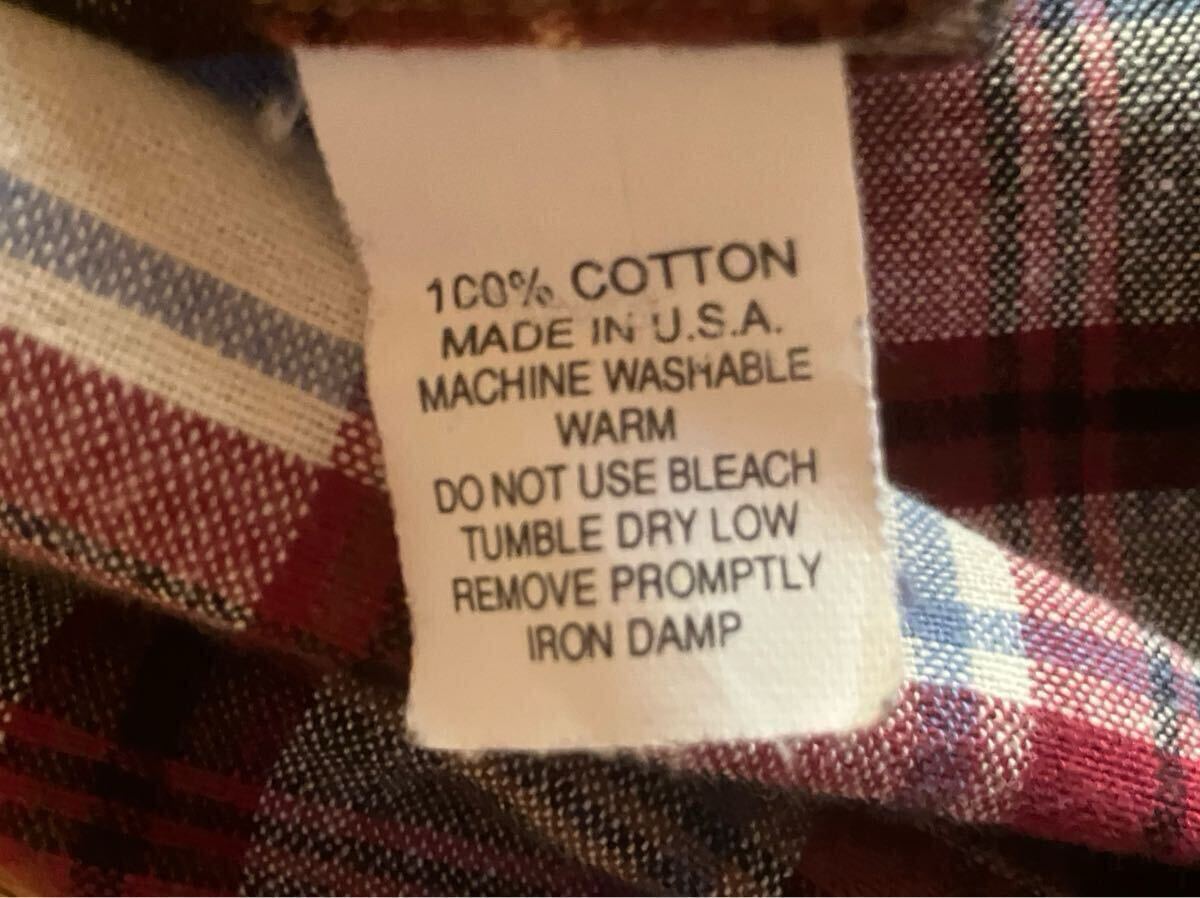 100% COTTON
MADE IN U.S.A.
MACHINE WASHABLE
WARM
DO NOT USE BLEACH
TUMBLE DRY LOW
REMOVE PROMPTLY
IRON DAMP